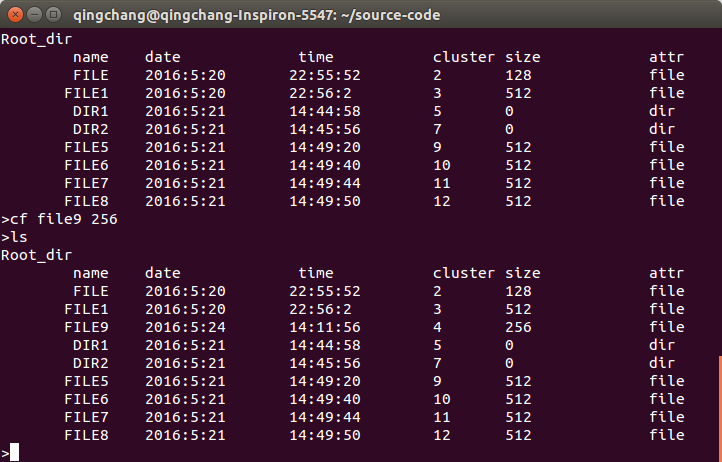 qingchang@qingchang-Inspiron-5547: ~/source-code
Root_dir
name date time cluster size attr
FILE 2016:5:20 22:55:52 2 128 file
FILE1 2016:5:20 22:56:2 3 512 file
DIR1 2016:5:21 14:44:58 5 0 dir
DIR2 2016:5:21 14:45:56 7 0 dir
FILE5 2016:5:21 14:49:20 9 512 file
FILE6 2016:5:21 14:49:40 10 512 file
FILE7 2016:5:21 14:49:44 11 512 file
FILE8 2016:5:21 14:49:50 12 512 file
>cf file9 256
>ls
Root_dir
name date time cluster size attr
FILE 2016:5:20 22:55:52 2 128 file
FILE1 2016:5:20 22:56:2 3 512 file
FILE9 2016:5:24 14:11:56 4 256 file
DIR1 2016:5:21 14:44:58 5 0 dir
DIR2 2016:5:21 14:45:56 7 0 dir
FILE5 2016:5:21 14:49:20 9 512 file
FILE6 2016:5:21 14:49:40 10 512 file
FILE7 2016:5:21 14:49:44 11 512 file
FILE8 2016:5:21 14:49:50 12 512 file
>